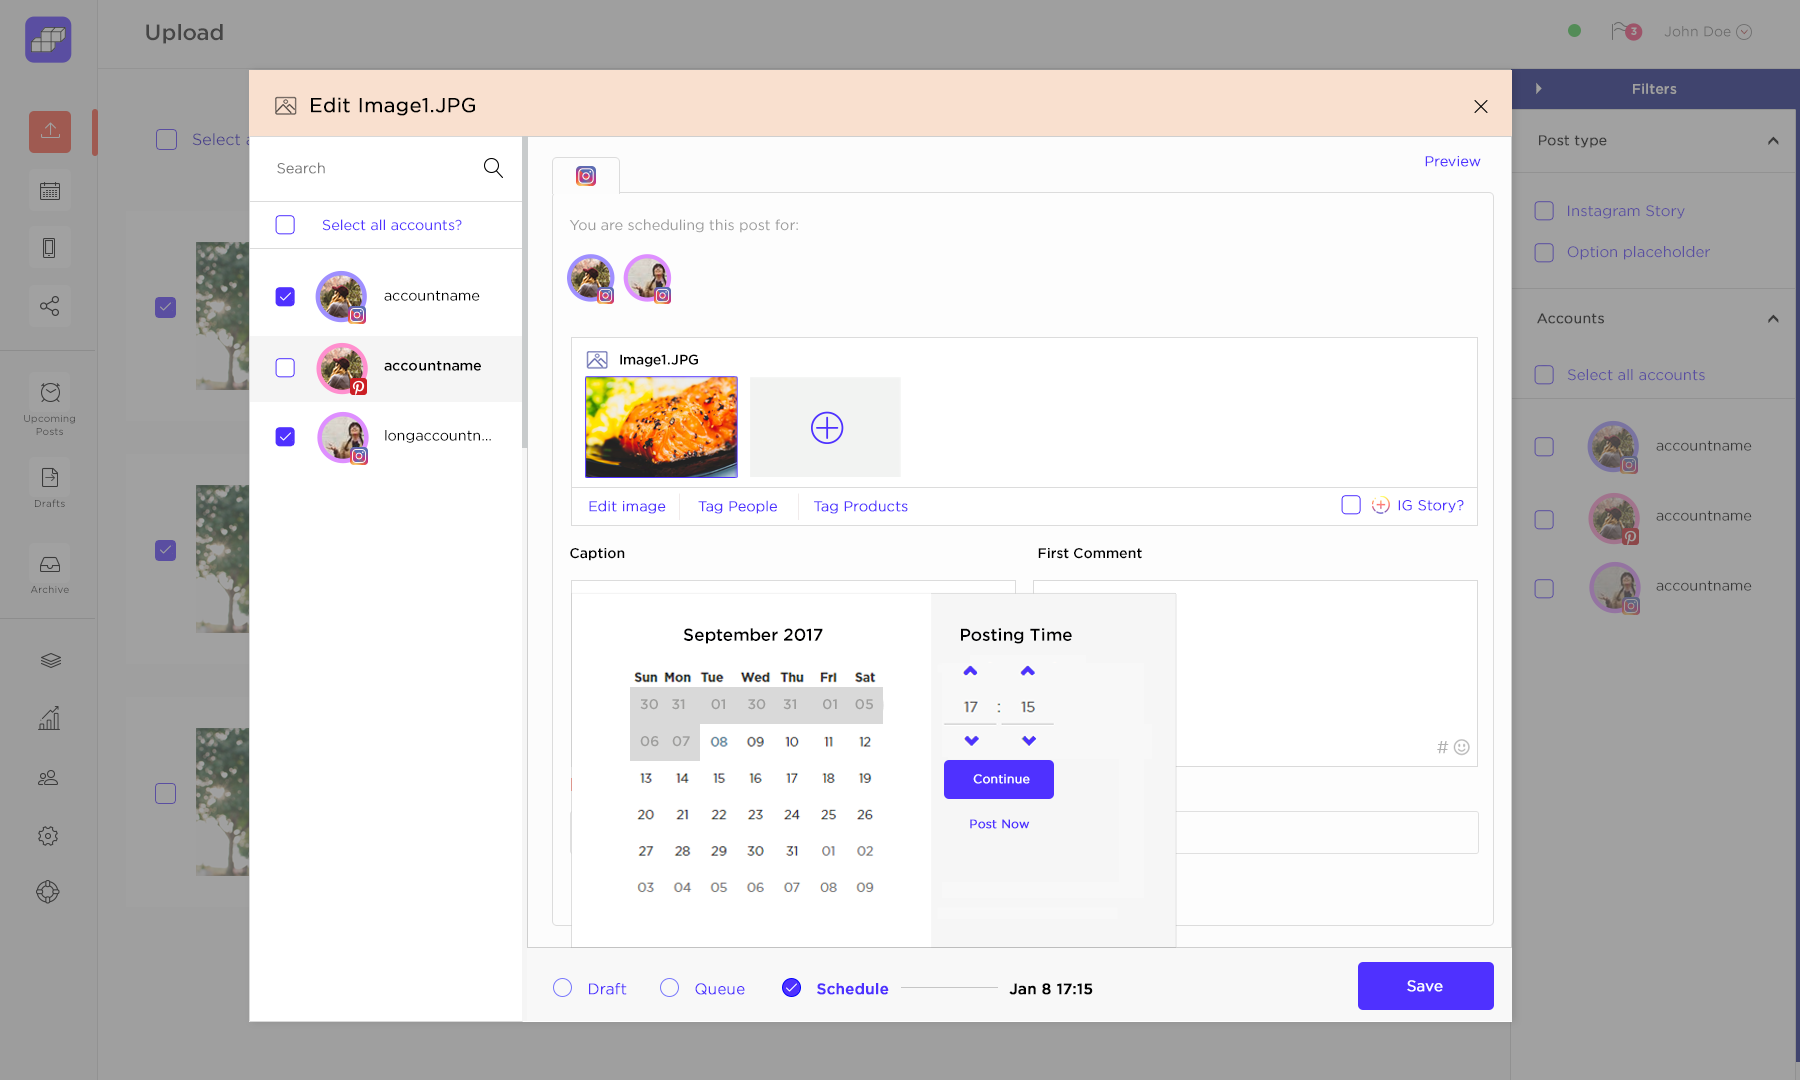 Upload
3
John Doe
Filters
Post type
Instagram Story
Option placeholder
Accounts
Select all accounts
accountname
accountname
accountname
Upcoming
Posts
Drafts
Archive
Select
Edit Image1.JPG
Search
Select all accounts?
accountname
accountname
longaccountn...
Preview
You are scheduling this post for:
Image1.JPG
Edit image
Tag People
Tag Products
IG Story?
Caption
First Comment
#
September 2017
Sun Mon Tue Wed Thu Fri Sat
30 31 01 30 31 01 05
06 07 08 09 10 11 12
13 14 15 16 17 18 19
20 21 22 23 24 25 26
27 28 29 30 31 01 02
03 04 05 06 07 08 09
Posting Time
17 : 15
Continue
Post Now
Draft
Queue
Schedule
Jan 8 17:15
Save